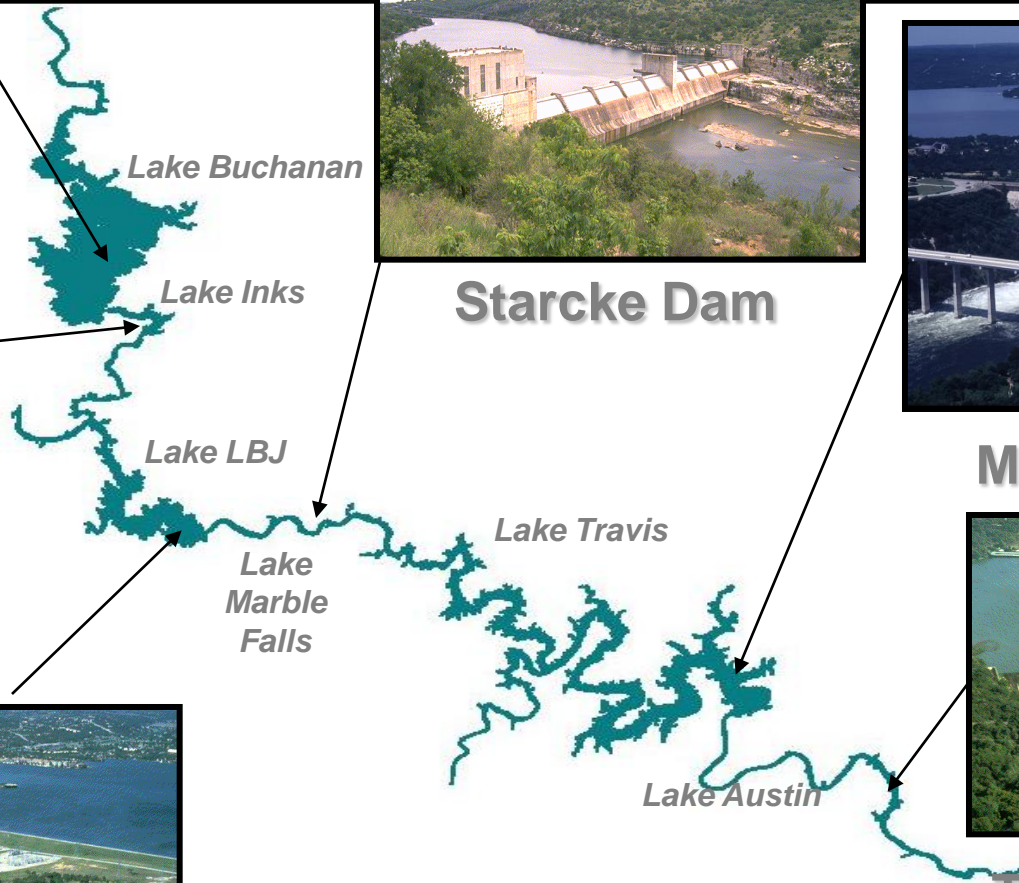 Lake Buchanan
Lake Inks
Starcke Dam
Lake LBJ
M
Lake Travis
Lake
Marble
Falls
Lake Austin